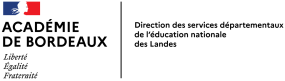 ACADÉMIE
DE BORDEAUX
Liberté
Égalité
Fraternité
Direction des services départementaux
de l'éducation nationale
des Landes